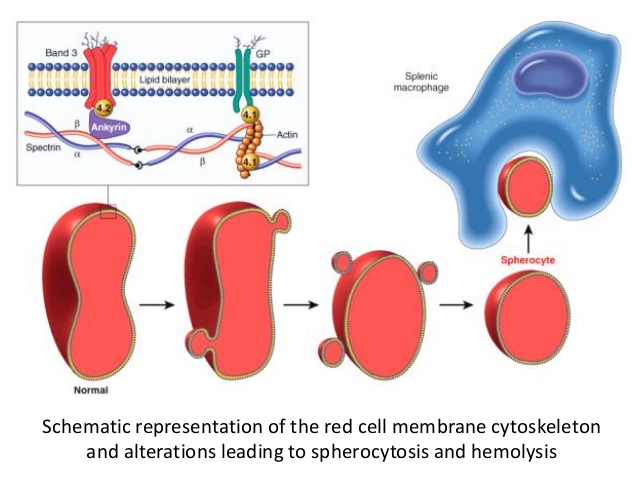 Band 3
GP
Lipid bilayer
4.2
4.1
Ankyrin
β
α
Actin
Spectrin
α
β
4.1
Splenic
macrophage
Spherocyte
Normal
Schematic representation of the red cell membrane cytoskeleton
and alterations leading to spherocytosis and hemolysis